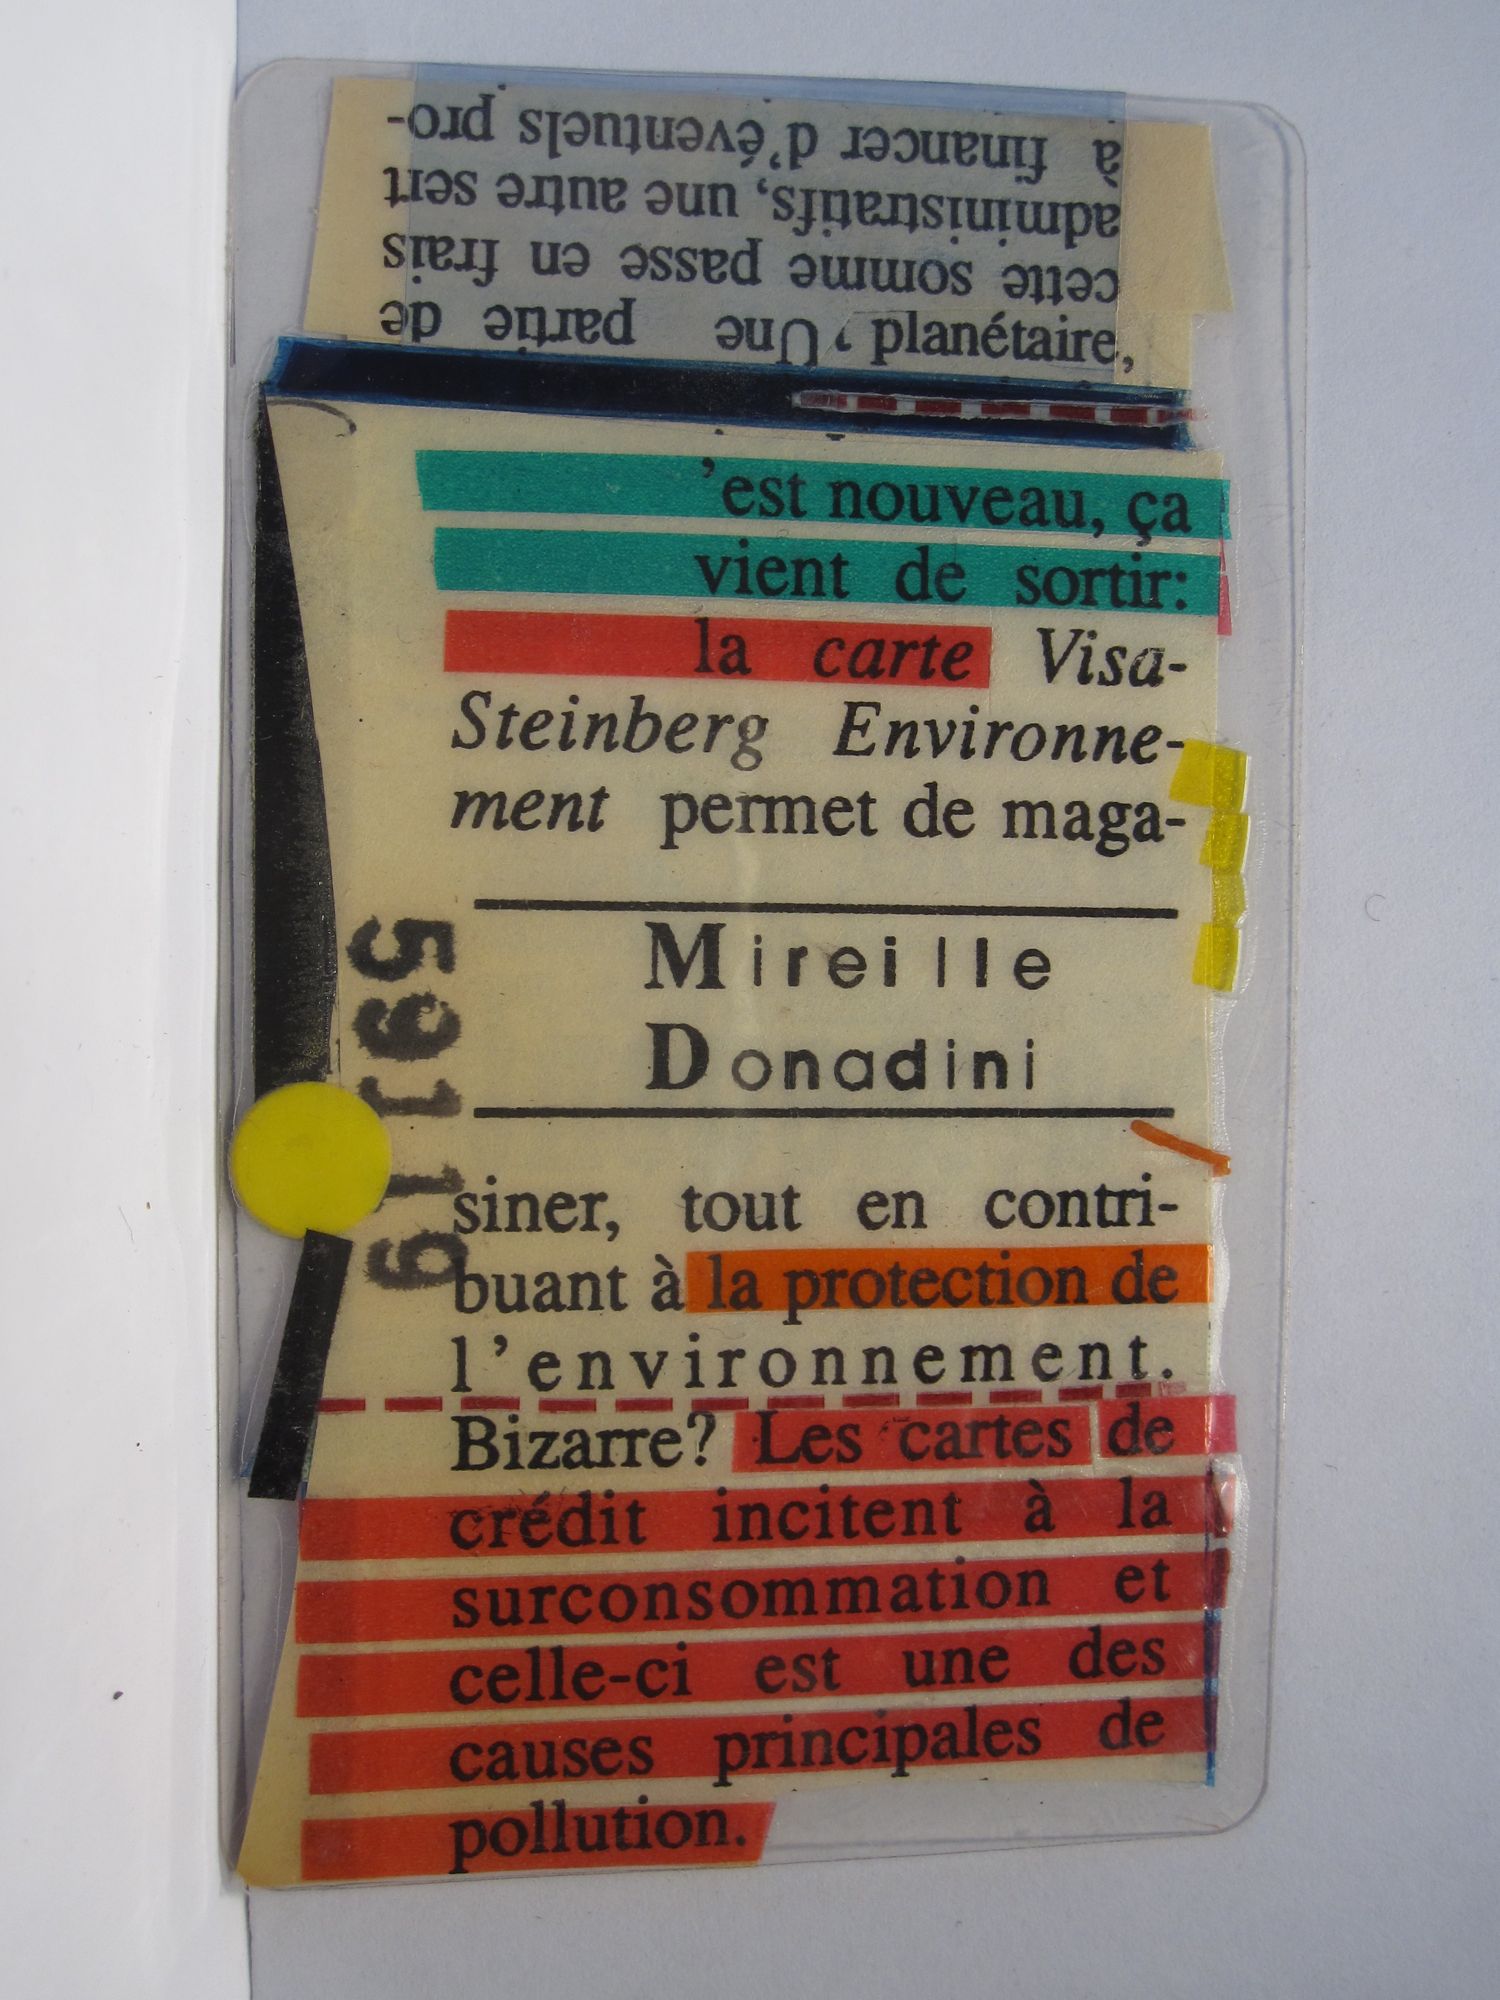 planétaire,
Une partie de
cette somme passe en frais
administratifs, une autre sert
à financer d'éventuels pro-
'est nouveau, ça
vient de sortir:
la carte Visa-
Steinberg Environne-
ment permet de maga-
Mireille
Donadini
siner, tout en contri-
buant à la protection de
l'environnement.
Bizarre? Les cartes de
crédit incitent à la
surconsommation et
celle-ci est une des
causes principales de
pollution.